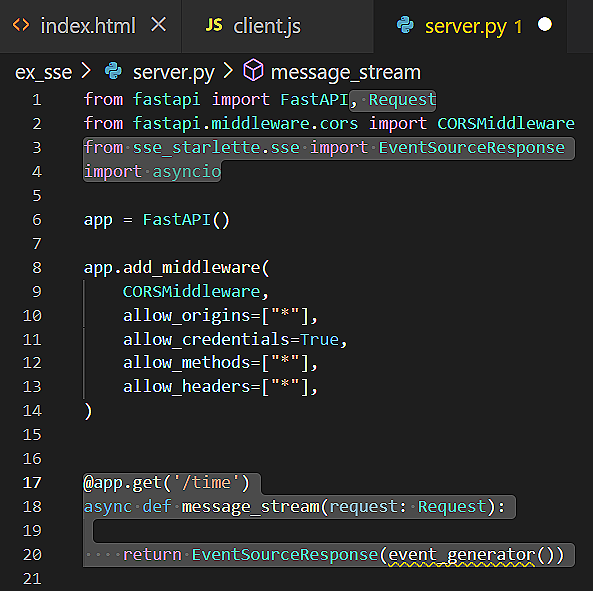 <> index.html ×
JS client.js
server.py 1 ●
ex_sse > server.py > message_stream
1 from fastapi import FastAPI, Request
2 from fastapi.middleware.cors import CORSMiddleware
3 from sse_starlette.sse import EventSourceResponse
4 import asyncio
5
6 app = FastAPI()
7
8 app.add_middleware(
9     CORSMiddleware,
10     allow_origins=["*"],
11     allow_credentials=True,
12     allow_methods=["*"],
13     allow_headers=["*"],
14 )
15
16
17 @app.get('/time')
18 async def message_stream(request: Request):
19
20     return EventSourceResponse(event_generator())
21